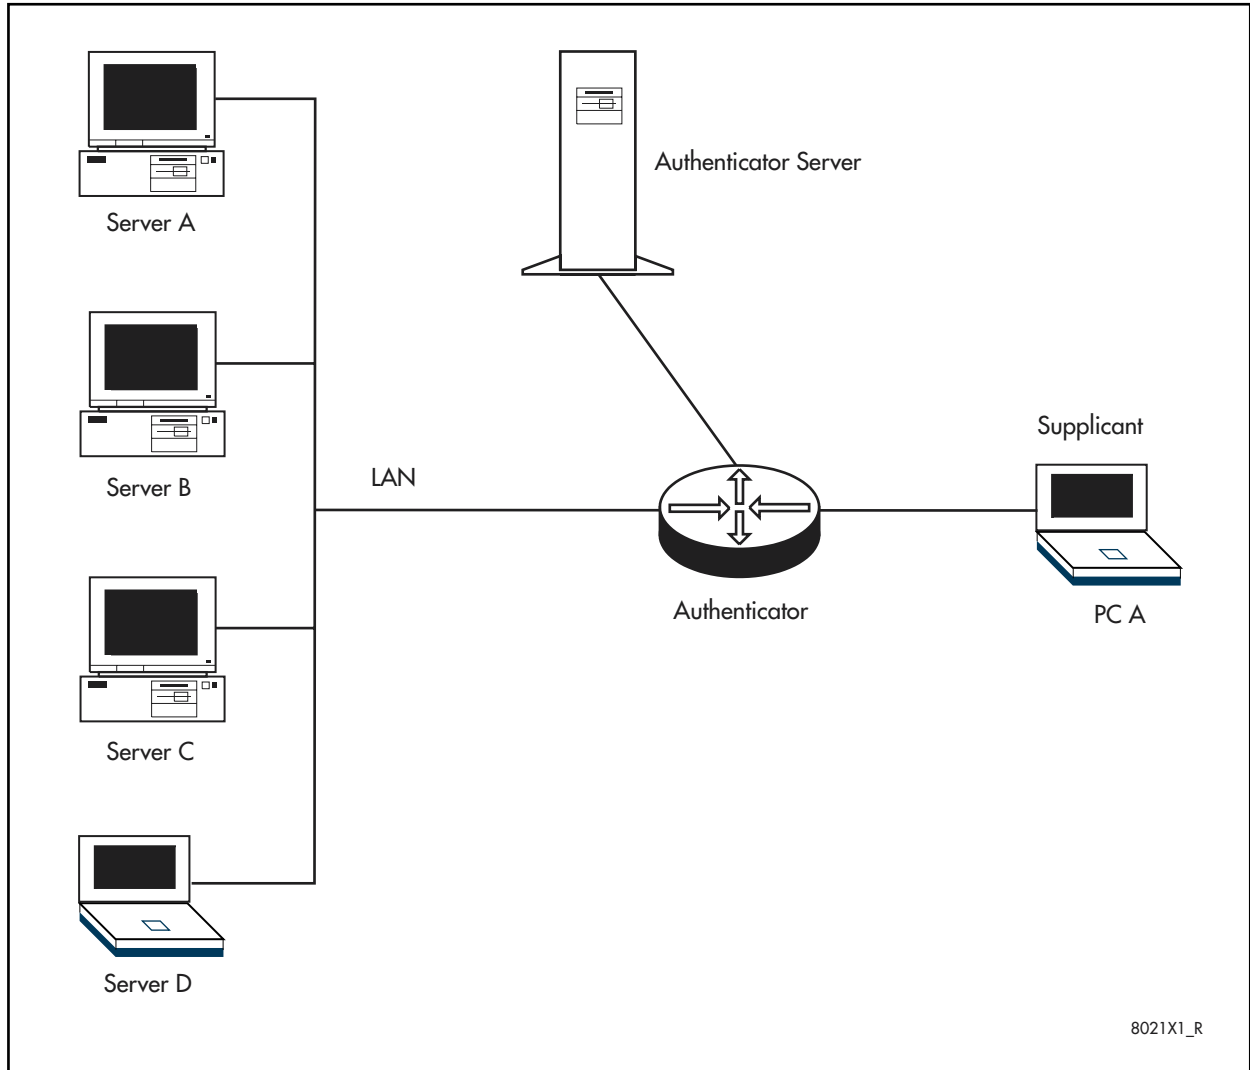 Server A
Authenticator Server
Server B
LAN
Supplicant
Authenticator
PC A
Server C
Server D
8021X1_R